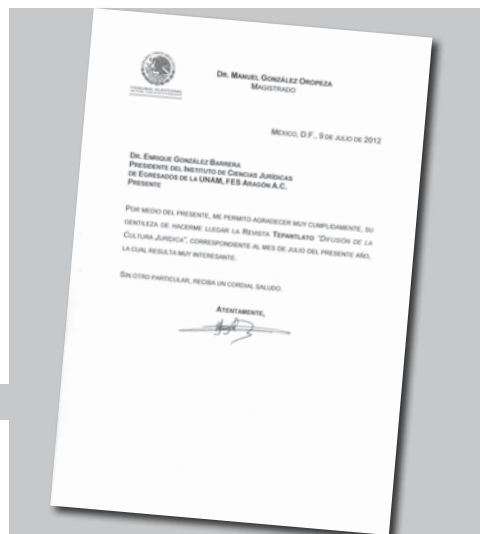 DR. MANUEL GONZÁLEZ OROPEZA
MAGISTRADO
TRIBUNAL ELECTORAL
MÉXICO, D.F., 9 DE JULIO DE 2012
DR. ENRIQUE GONZÁLEZ BARRERA
PRESIDENTE DEL INSTITUTO DE CIENCIAS JURÍDICAS
DE EGRESADOS DE LA UNAM, FES ARAGÓN A.C.
PRESENTE
POR MEDIO DEL PRESENTE, ME PERMITO AGRADECER MUY CUMPLIDAMENTE, SU
GENTILEZA DE HACERME LLEGAR LA REVISTA TEPANTLATO "DIFUSIÓN DE LA
CULTURA JURÍDICA", CORRESPONDIENTE AL MES DE JULIO DEL PRESENTE AÑO,
LA CUAL RESULTA MUY INTERESANTE.
SIN OTRO PARTICULAR, RECIBA UN CORDIAL SALUDO.
ATENTAMENTE,